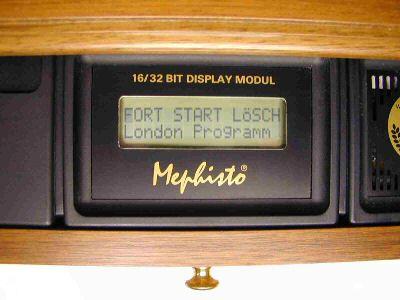 16/32 BIT DISPLAY MODUL
FORT START LöSCH
London Programm
Mephisto®